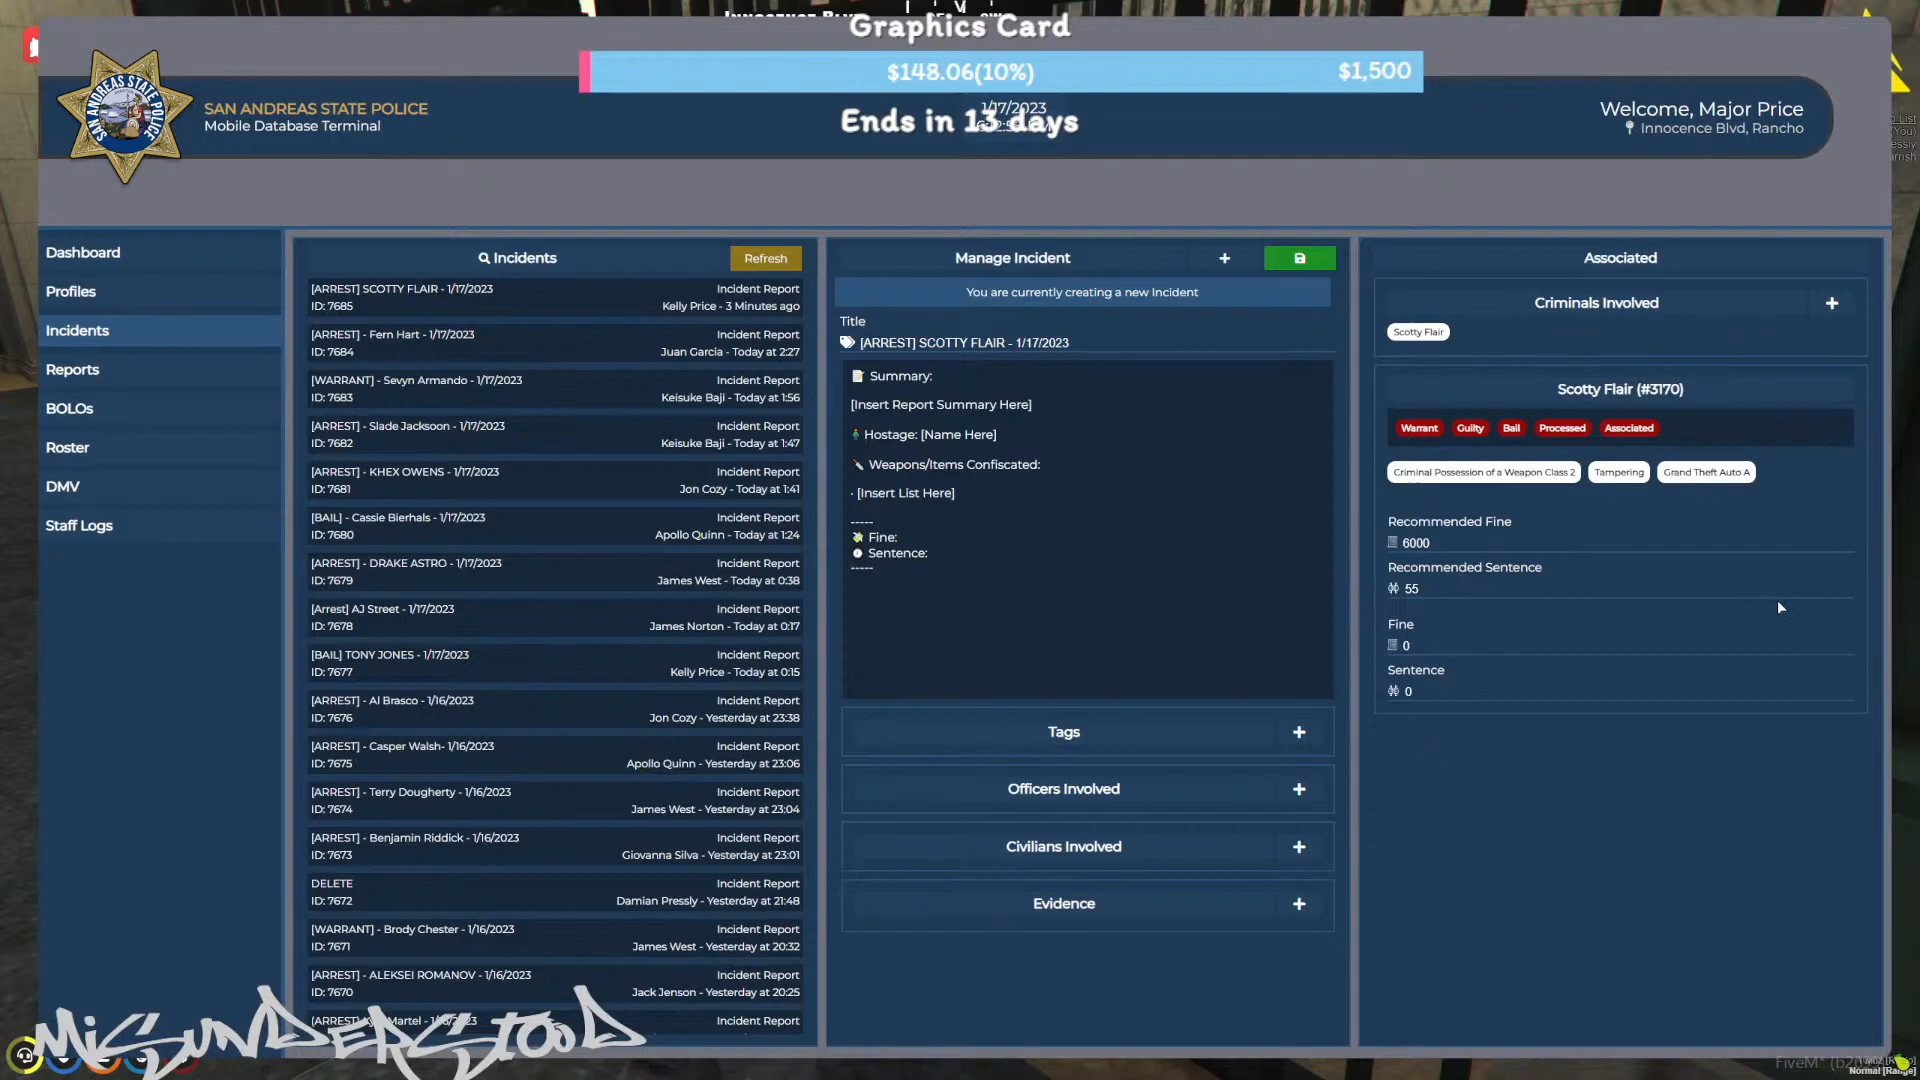 Graphics Card
$148.06(10%)
$1,500
Ends in 13 days
1/17/2023
SAN ANDREAS STATE POLICE
Mobile Database Terminal
Welcome, Major Price
Innocence Blvd, Rancho
Dashboard
Profiles
Incidents
Reports
BOLOs
Roster
DMV
Staff Logs
Incidents
Refresh
[ARREST] SCOTTY FLAIR - 1/17/2023 Incident Report
ID: 7685 Kelly Price - 3 Minutes ago
[ARREST] - Fern Hart - 1/17/2023 Incident Report
ID: 7684 Juan Garcia - Today at 2:27
[WARRANT] - Sevyn Armando - 1/17/2023 Incident Report
ID: 7683 Keisuke Baji - Today at 1:56
[ARREST] - Slade Jacksoon - 1/17/2023 Incident Report
ID: 7682 Keisuke Baji - Today at 1:47
[ARREST] - KHEX OWENS - 1/17/2023 Incident Report
ID: 7681 Jon Cozy - Today at 1:41
[BAIL] - Cassie Bierhals - 1/17/2023 Incident Report
ID: 7680 Apollo Quinn - Today at 1:24
[ARREST] - DRAKE ASTRO - 1/17/2023 Incident Report
ID: 7679 James West - Today at 0:38
[Arrest] AJ Street - 1/17/2023 Incident Report
ID: 7678 James Norton - Today at 0:17
[BAIL] TONY JONES - 1/17/2023 Incident Report
ID: 7677 Kelly Price - Today at 0:15
[ARREST] - Al Brasco - 1/16/2023 Incident Report
ID: 7676 Jon Cozy - Yesterday at 23:38
[ARREST] - Casper Walsh- 1/16/2023 Incident Report
ID: 7675 Apollo Quinn - Yesterday at 23:06
[ARREST] - Terry Dougherty - 1/16/2023 Incident Report
ID: 7674 James West - Yesterday at 23:04
[ARREST] - Benjamin Riddick - 1/16/2023 Incident Report
ID: 7673 Giovanna Silva - Yesterday at 23:01
DELETE Incident Report
ID: 7672 Damian Pressly - Yesterday at 21:48
[WARRANT] - Brody Chester - 1/16/2023 Incident Report
ID: 7671 James West - Yesterday at 20:32
[ARREST] - ALEKSEI ROMANOV - 1/16/2023 Incident Report
ID: 7670 Jack Jenson - Yesterday at 20:25
Martel Incident Report
MiSUNDERSTOOD
Manage Incident
You are currently creating a new Incident
Title
[ARREST] SCOTTY FLAIR - 1/17/2023
📝 Summary:
[Insert Report Summary Here]
🧍 Hostage: [Name Here]
🔪 Weapons/Items Confiscated:
· [Insert List Here]
-----
💸 Fine:
🕐 Sentence:
-----
Tags
Officers Involved
Civilians Involved
Evidence
Associated
Criminals Involved
Scotty Flair
Scotty Flair (#3170)
Warrant Guilty Bail Processed Associated
Criminal Possession of a Weapon Class 2 Tampering Grand Theft Auto A
Recommended Fine
6000
Recommended Sentence
55
Fine
0
Sentence
0
FiveM*
Normal